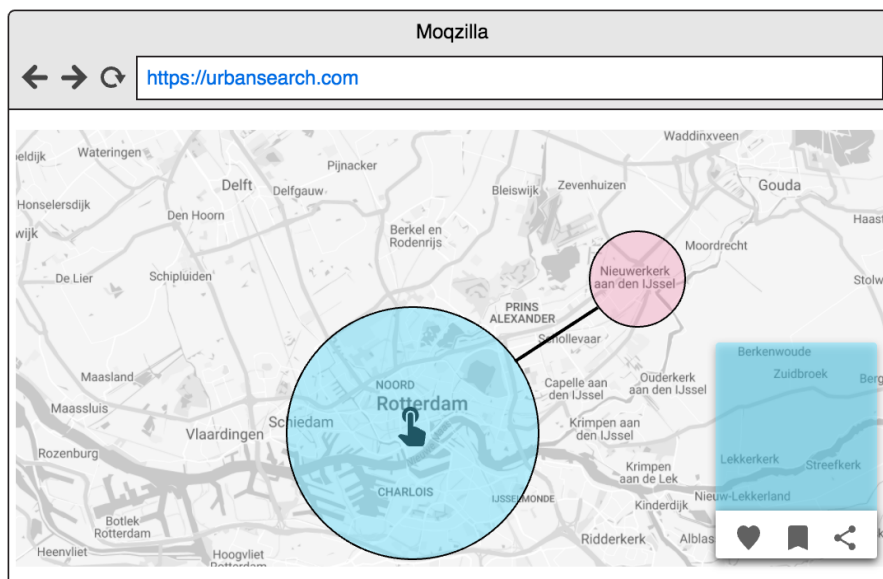 Moqzilla
https://urbansearch.com
Waddinxveen
eldijk
Wateringen
Pijnacker
Delft
Delfgauw
Bleiswijk
Zevenhuizen
Gouda
Honselersdijk
Den Hoorn
wijk
Berkel en
Rodenrijs
Haast
Moordrecht
De Lier
Schipluiden
Nieuwerkerk
aan den IJssel
Stolw
PRINS
ALEXANDER
Schollevaar
Berkenwoude
Maasland
NOORD
Rotterdam
Capelle aan
den IJssel
Ouderkerk
aan den IJssel
Zuidbroek
Berg
Maassluis
Vlaardingen
Schiedam
Krimpen aan
den IJssel
Rozenburg
Krimpen
aan de Lek
Lekkerkerk
Streefkerk
CHARLOIS
IJSSELMONDE
Kinderdijk
Nieuw-Lekkerland
Botlek
Rotterdam
Heenvliet
Hoogvliet
Rotterdam
Ridderkerk
Alblas